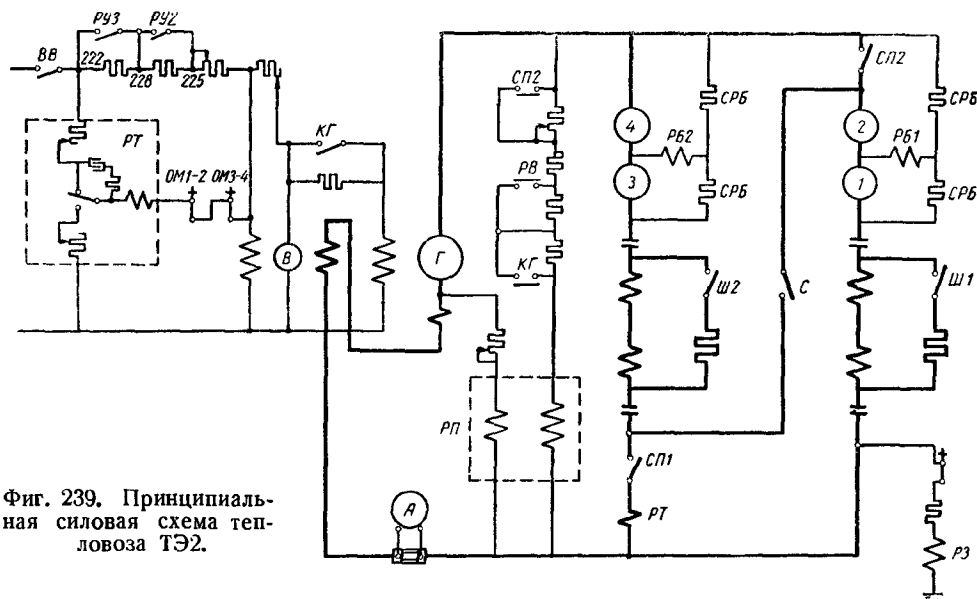 РУ3
РУ2
ВВ
222
228
225
РТ
ОМ1-2
ОМ3-4
+
+
КГ
В
Г
СП2
РВ
КГ
РП
А
4
3
РБ2
СРБ
СРБ
Ш2
С
СП1
РТ
СП2
2
1
РБ1
СРБ
СРБ
Ш1
+
РЗ
Фиг. 239. Принципиаль-
ная силовая схема теп-
ловоза ТЭ2.